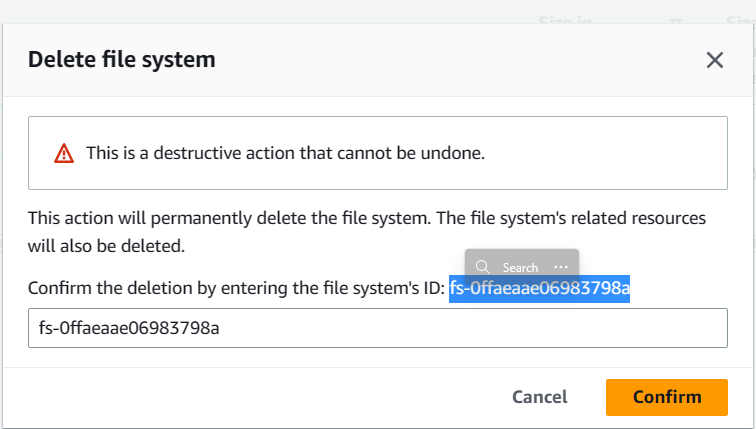 Size in
Delete file system
This is a destructive action that cannot be undone.
This action will permanently delete the file system. The file system's related resources
will also be deleted.
Search
Confirm the deletion by entering the file system's ID: fs-0ffaeaae06983798a
fs-0ffaeaae06983798a
Cancel
Confirm